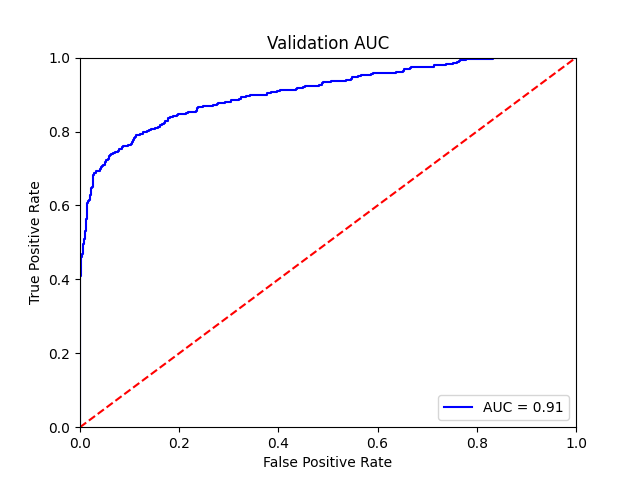 Validation AUC
1.0
0.8
0.6
0.4
0.2
0.0
True Positive Rate
0.0 0.2 0.4 0.6 0.8 1.0
False Positive Rate
AUC = 0.91